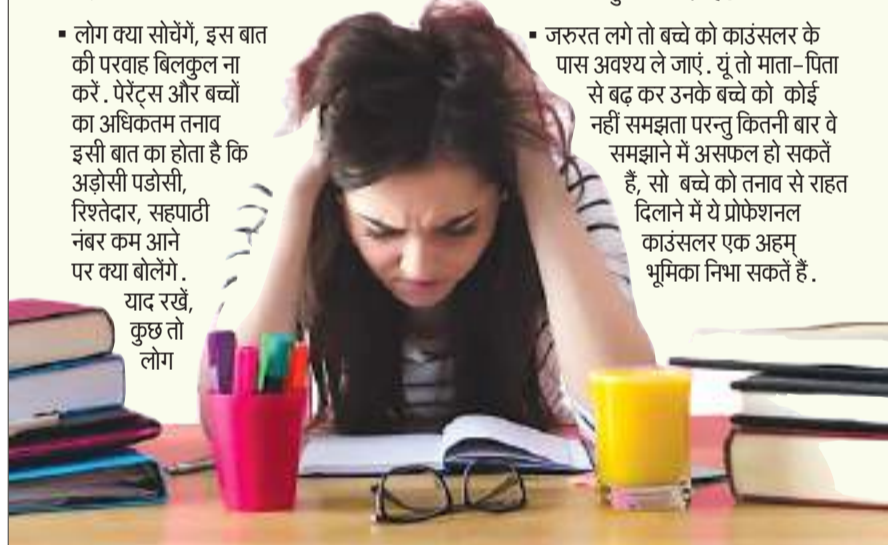 ▪ लोग क्या सोचेंगें, इस बात
की परवाह बिलकुल ना
करें. पेरेंट्स और बच्चों
का अधिकतम तनाव
इसी बात का होता है कि
अड़ोसी पडोसी,
रिश्तेदार, सहपाठी
नंबर कम आने
पर क्या बोलेंगे.
याद रखें,
कुछ तो
लोग
▪ जरुरत लगे तो बच्चे को काउंसलर के
पास अवश्य ले जाएं. यूं तो माता-पिता
से बढ़ कर उनके बच्चे को कोई
नहीं समझता परन्तु कितनी बार वे
समझाने में असफल हो सकतें
हैं, सो बच्चे को तनाव से राहत
दिलाने में ये प्रोफेशनल
काउंसलर एक अहम्
भूमिका निभा सकतें हैं.